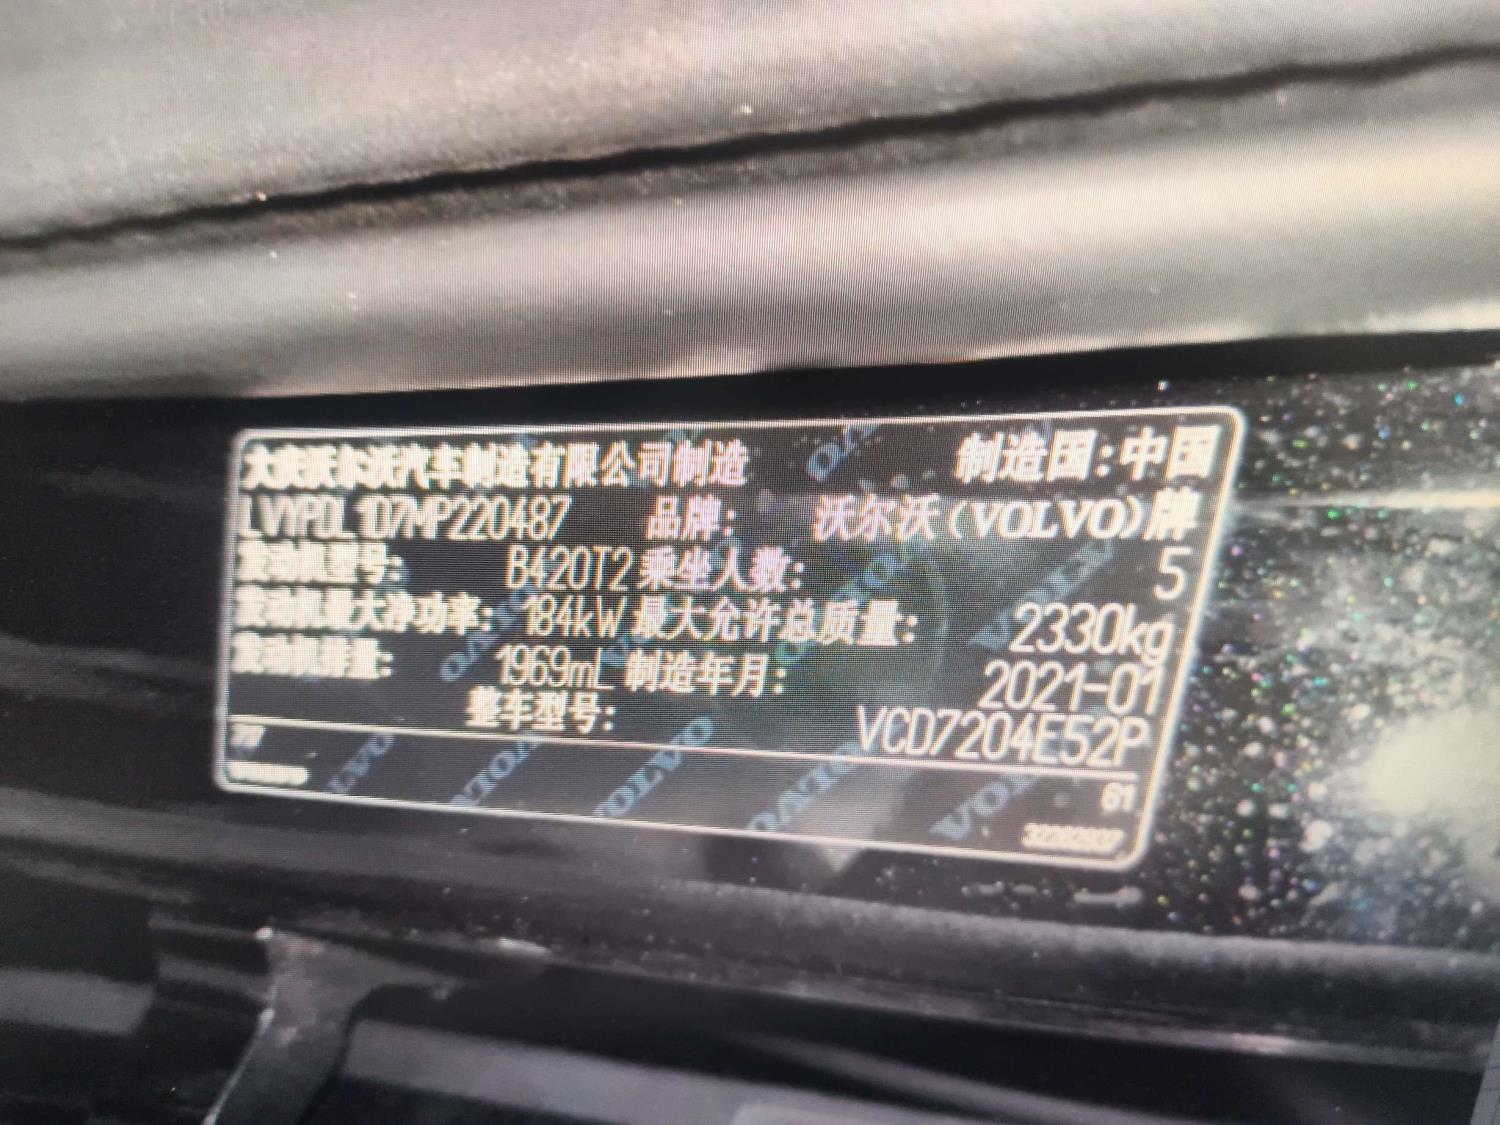 大庆沃尔沃汽车制造有限公司制造 制造国:中国
LVYPDL1D7MP220487 品牌: 沃尔沃(VOLVO)牌
发动机型号: B420T2 乘坐人数: 5
发动机最大净功率: 184kW 最大允许总质量: 2330kg
发动机排量: 1969mL 制造年月: 2021-01
整车型号: VCD7204E52P
61